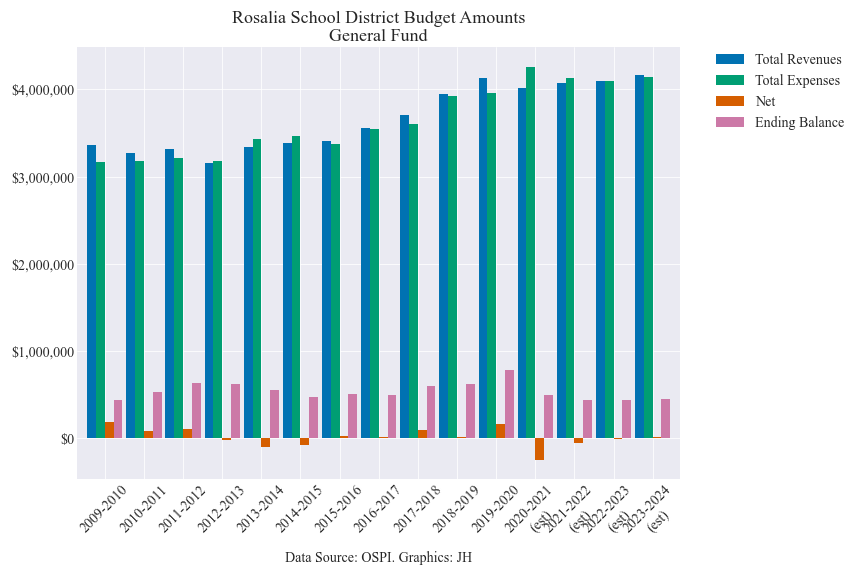 Rosalia School District Budget Amounts
General Fund
Total Revenues
Total Expenses
Net
Ending Balance
$4,000,000
$3,000,000
$2,000,000
$1,000,000
$0
2009-2010
2010-2011
2011-2012
2012-2013
2013-2014
2014-2015
2015-2016
2016-2017
2017-2018
2018-2019
2019-2020
2020-2021
(est)
2021-2022
(est)
2022-2023
(est)
2023-2024
(est)
Data Source: OSPI. Graphics: JH